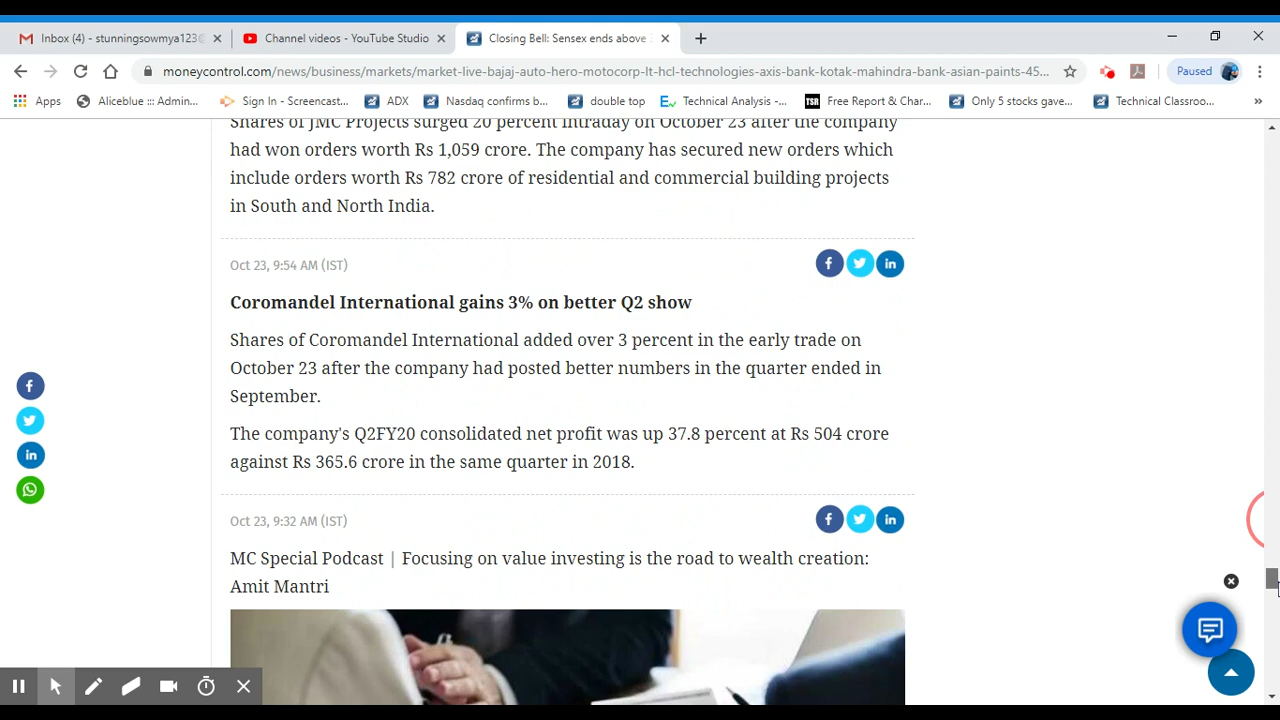 Inbox (4) - stunningsowmya123@
Channel videos - YouTube Studio
Closing Bell: Sensex ends above
moneycontrol.com/news/business/markets/market-live-bajaj-auto-hero-motocorp-lt-hcl-technologies-axis-bank-kotak-mahindra-bank-asian-paints-45...
Paused
Apps
Aliceblue ::: Admin...
Sign In - Screencast...
ADX
Nasdaq confirms b...
double top
Technical Analysis -...
TSR
Free Report & Char...
Only 5 stocks gave...
Technical Classroo...
»
Shares of JMC Projects surged 20 percent intraday on October 23 after the company
had won orders worth Rs 1,059 crore. The company has secured new orders which
include orders worth Rs 782 crore of residential and commercial building projects
in South and North India.
Oct 23, 9:54 AM (IST)
Coromandel International gains 3% on better Q2 show
Shares of Coromandel International added over 3 percent in the early trade on
October 23 after the company had posted better numbers in the quarter ended in
September.
The company's Q2FY20 consolidated net profit was up 37.8 percent at Rs 504 crore
against Rs 365.6 crore in the same quarter in 2018.
Oct 23, 9:32 AM (IST)
MC Special Podcast | Focusing on value investing is the road to wealth creation:
Amit Mantri